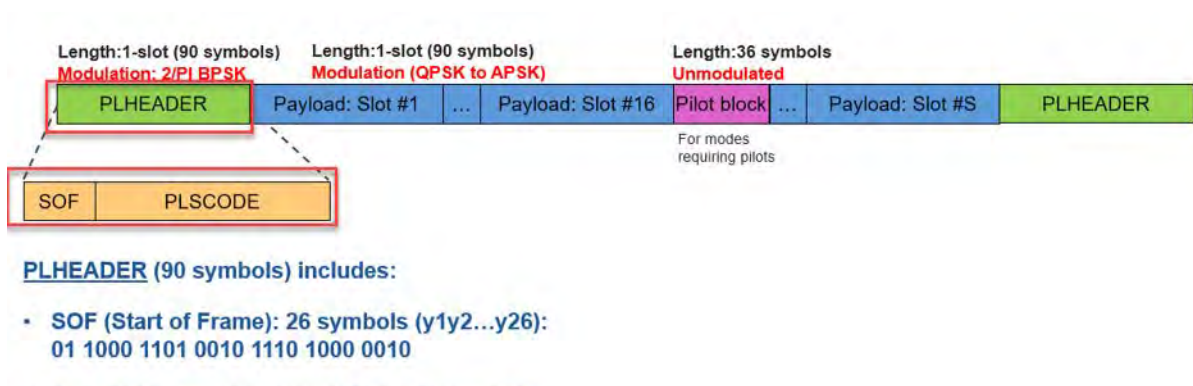 Length:1-slot (90 symbols) Length:1-slot (90 symbols) Length:36 symbols
Modulation: 2/PI BPSK Modulation (QPSK to APSK) Unmodulated
PLHEADER Payload: Slot #1 ... Payload: Slot #16 Pilot block ... Payload: Slot #S PLHEADER
For modes
requiring pilots
SOF PLSCODE
PLHEADER (90 symbols) includes:
• SOF (Start of Frame): 26 symbols (y1y2...y26):
01 1000 1101 0010 1110 1000 0010